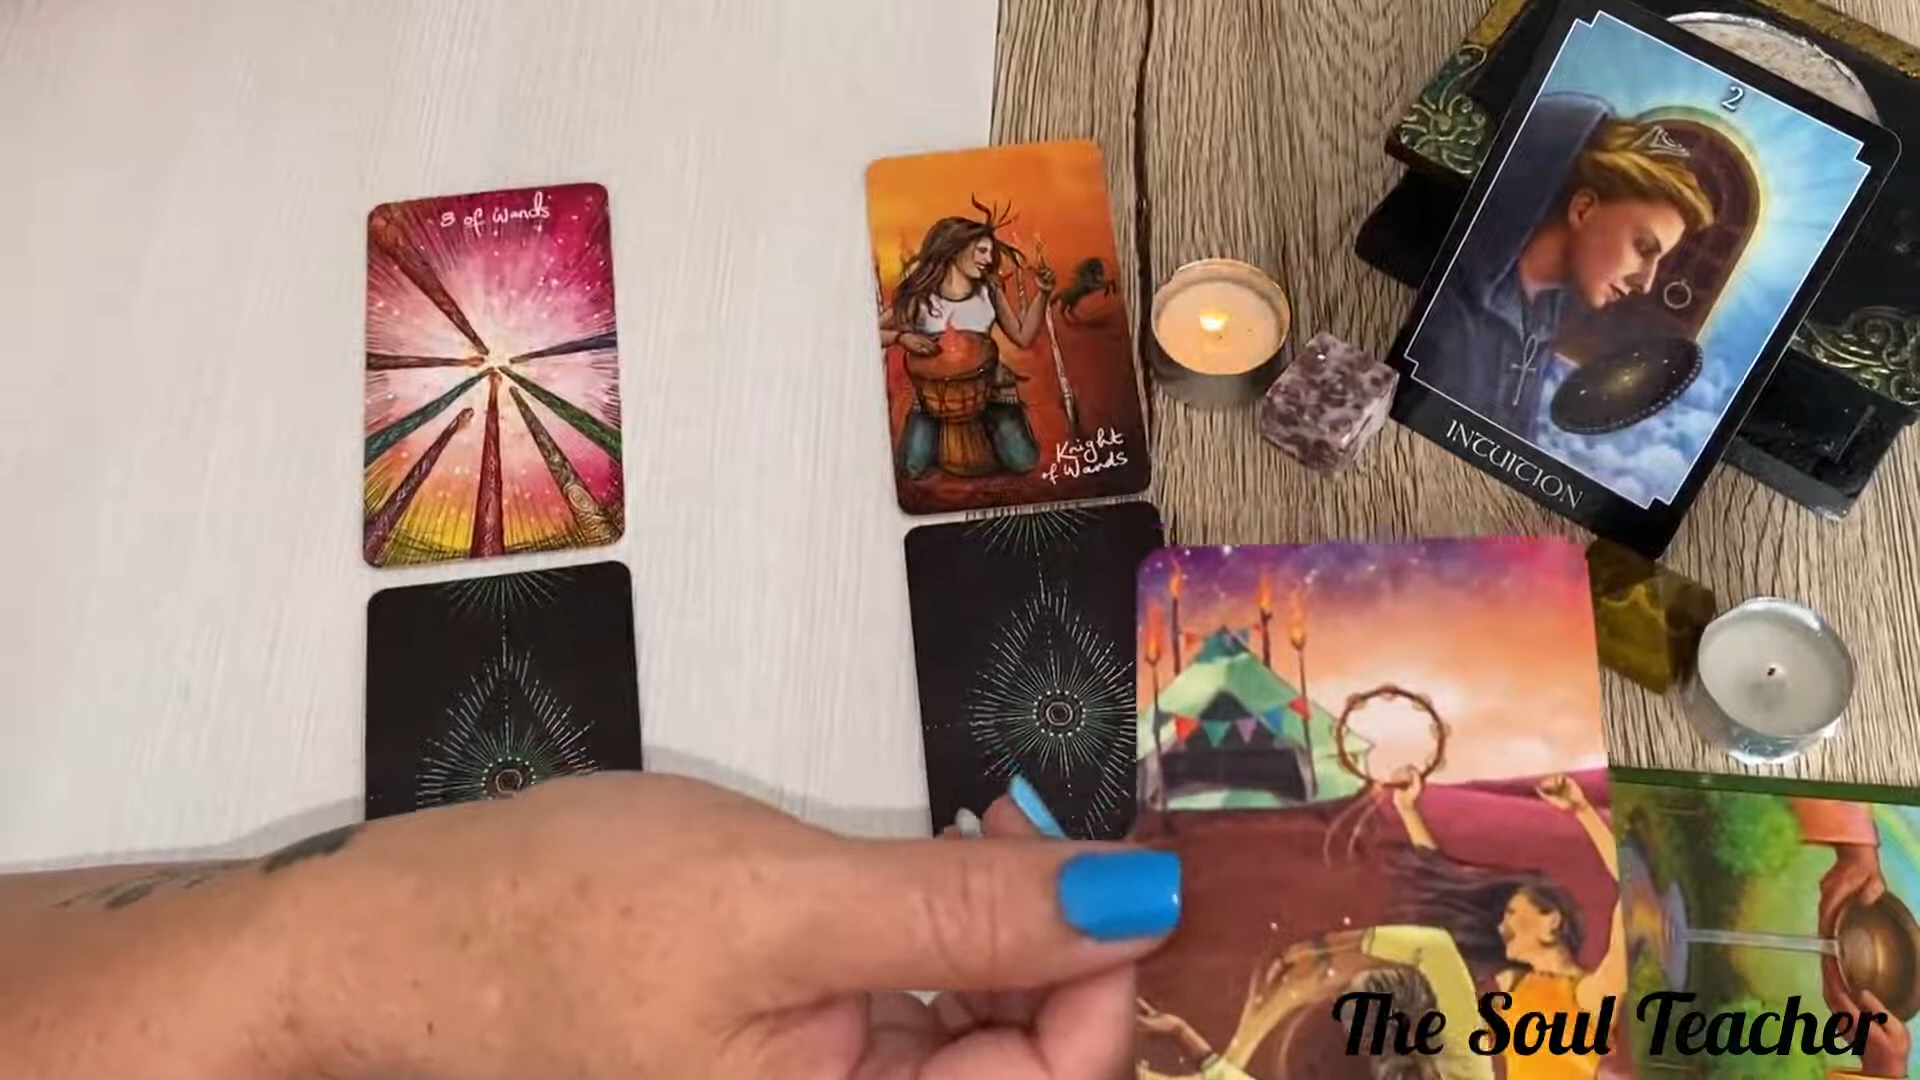 8 of Wands
Knight
of Wands
2
INTUITION
The Soul Teacher